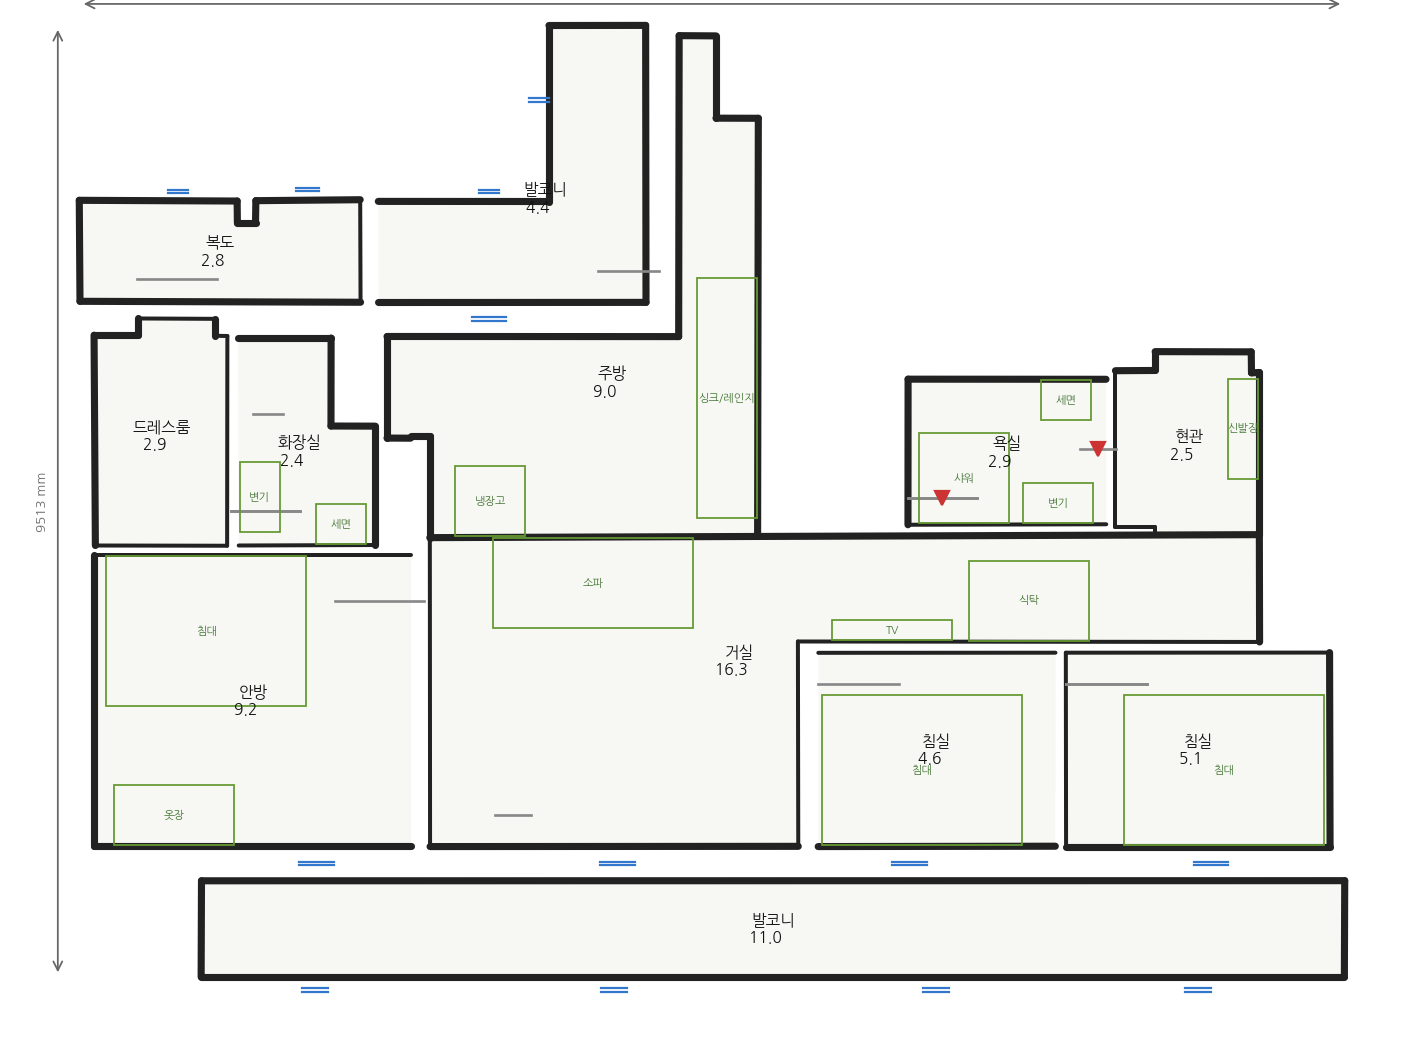 발코니
4.4
복도
2.8
주방
9.0
싱크/레인지
드레스룸
2.9
화장실
2.4
변기
세면
냉장고
세면
욕실
2.9
샤워
변기
현관
2.5
신발장
9513 mm
침대
안방
9.2
옷장
소파
거실
16.3
TV
식탁
침실
4.6
침대
침실
5.1
침대
발코니
11.0